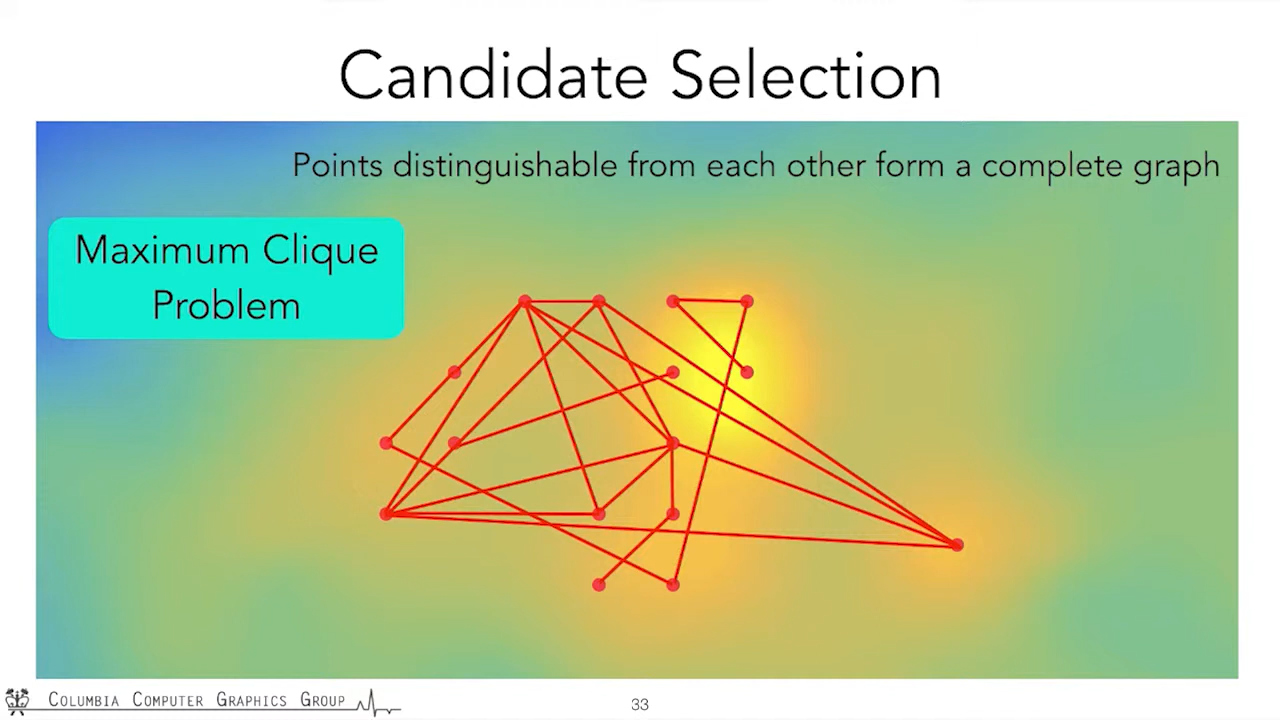 Candidate Selection
Points distinguishable from each other form a complete graph
Maximum Clique
Problem
COLUMBIA COMPUTER GRAPHICS GROUP
33